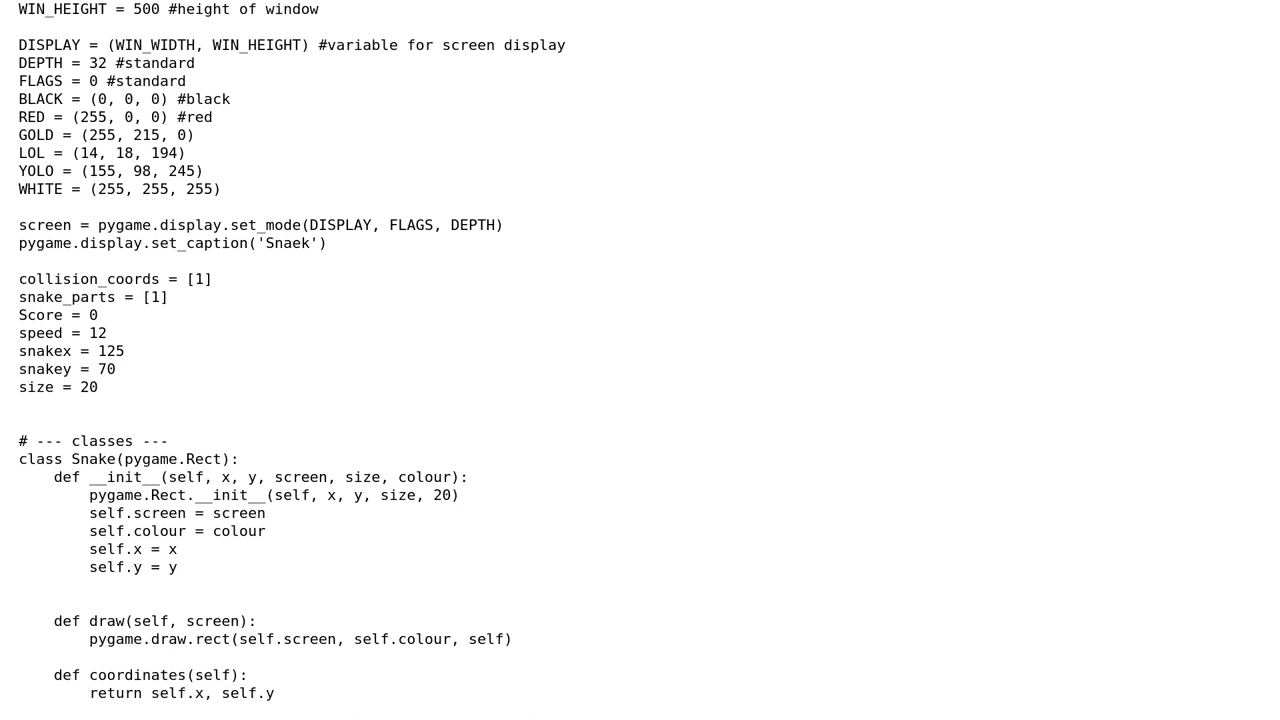 WIN_HEIGHT = 500 #height of window

DISPLAY = (WIN_WIDTH, WIN_HEIGHT) #variable for screen display
DEPTH = 32 #standard
FLAGS = 0 #standard
BLACK = (0, 0, 0) #black
RED = (255, 0, 0) #red
GOLD = (255, 215, 0)
LOL = (14, 18, 194)
YOLO = (155, 98, 245)
WHITE = (255, 255, 255)

screen = pygame.display.set_mode(DISPLAY, FLAGS, DEPTH)
pygame.display.set_caption('Snaek')

collision_coords = [1]
snake_parts = [1]
Score = 0
speed = 12
snakex = 125
snakey = 70
size = 20


# --- classes ---
class Snake(pygame.Rect):
    def __init__(self, x, y, screen, size, colour):
        pygame.Rect.__init__(self, x, y, size, 20)
        self.screen = screen
        self.colour = colour
        self.x = x
        self.y = y


    def draw(self, screen):
        pygame.draw.rect(self.screen, self.colour, self)

    def coordinates(self):
        return self.x, self.y